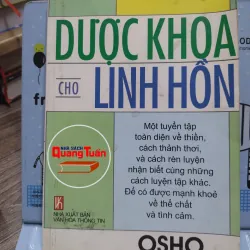 DƯỢC KHOA
CHO LINH HỒN
NHÀ SÁCH
Quang Tuấn
Một tuyển tập
toàn diện về thiền,
cách thảnh thơi,
và cách rèn luyện
nhận biết cùng những
cách luyện tập khác.
Để có được mạnh khoẻ
về thể chất
và tình cảm.
NHÀ XUẤT BẢN
VĂN HÓA THÔNG TIN
OSHO